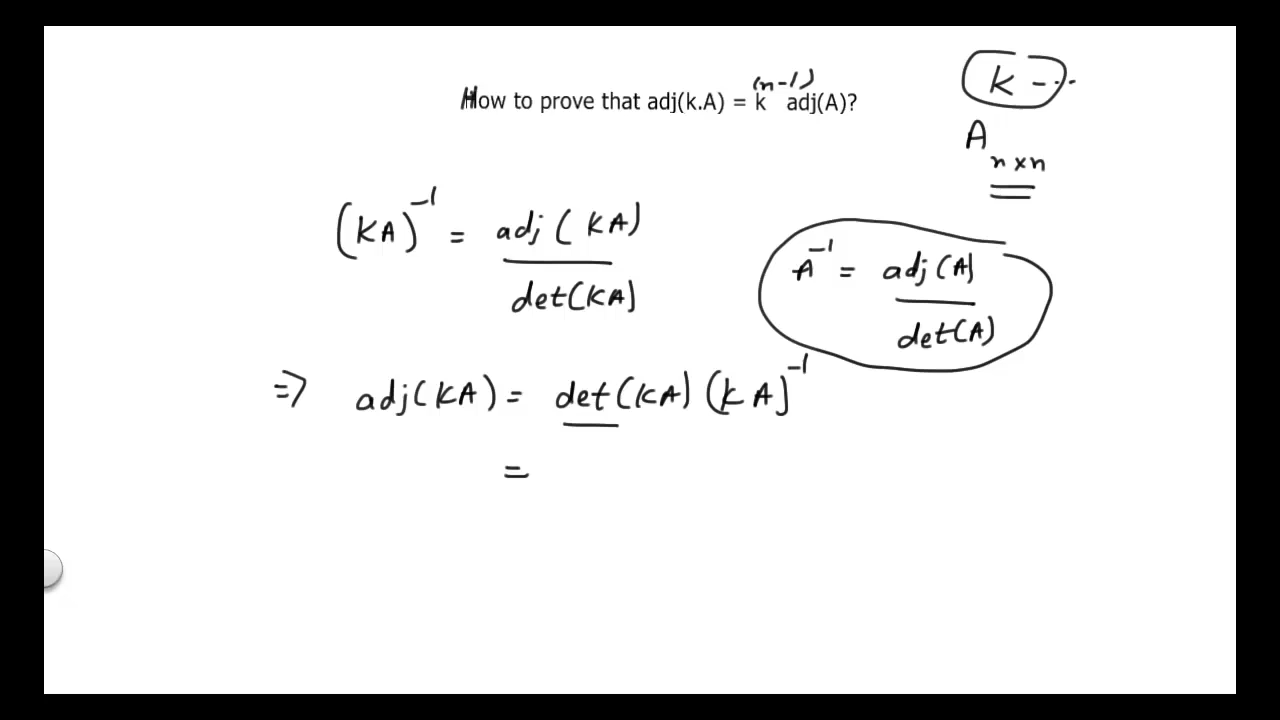 How to prove that adj(k.A) = k^(n-1) adj(A)?
k - ..
A n×n
(KA)^-1 = adj (KA) / det(KA)
A^-1 = adj(A) / det(A)
=> adj(KA) = det(KA) (KA)^-1
=